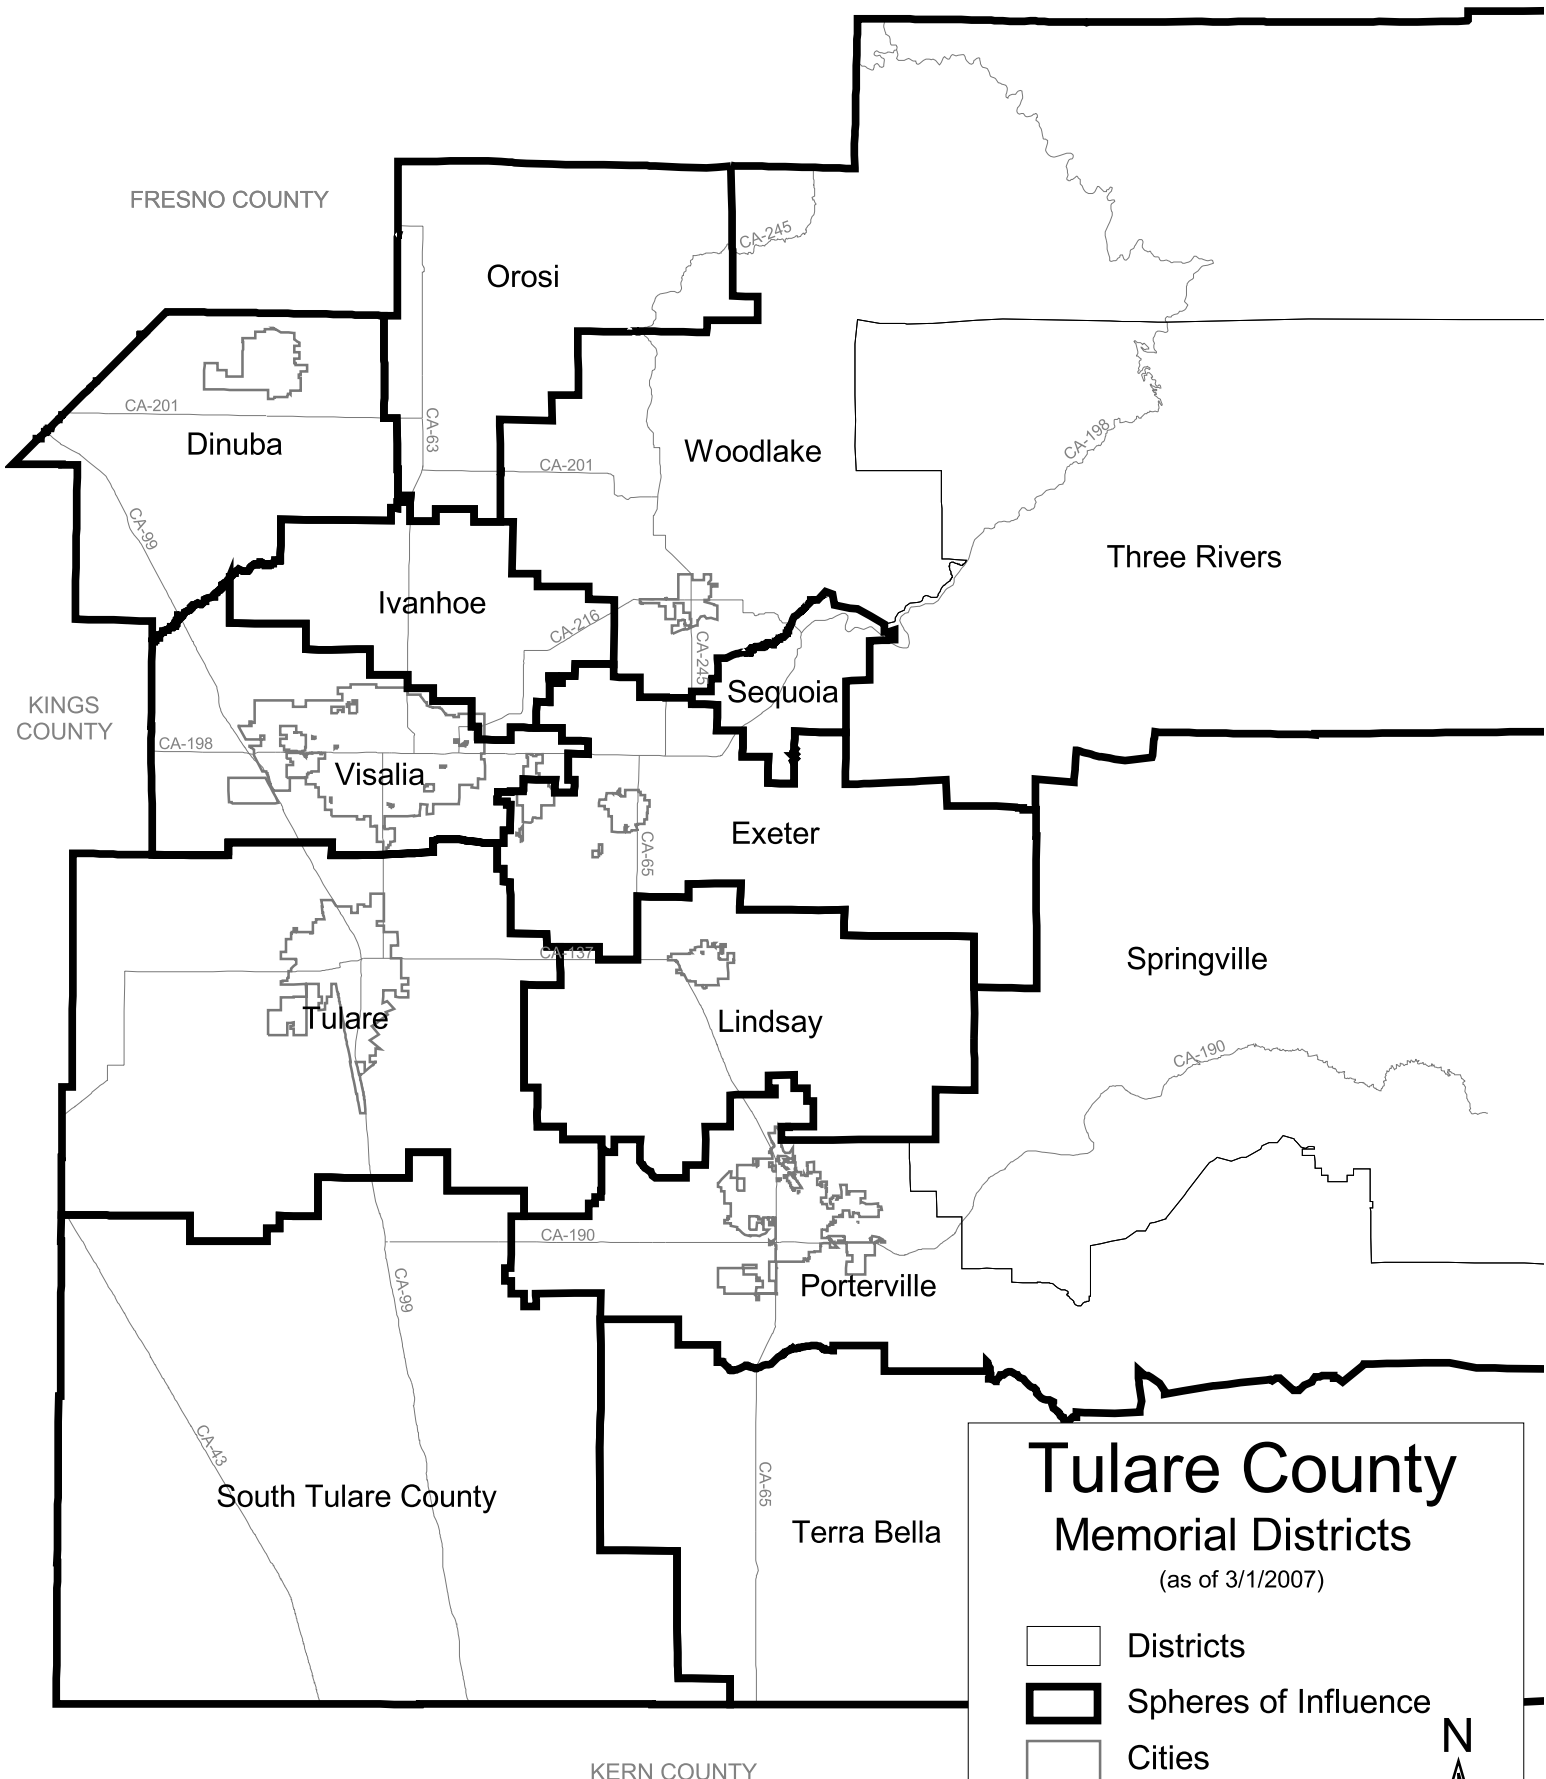 FRESNO COUNTY
CA-245
Orosi
CA-201
CA-63
Dinuba
CA-201
Woodlake
CA-198
CA-99
Three Rivers
Ivanhoe
CA-216
CA-245
Sequoia
KINGS
COUNTY
CA-198
Visalia
Exeter
CA-65
CA-137
Springville
Tulare
Lindsay
CA-190
CA-190
Porterville
CA-99
CA-43
South Tulare County
CA-65
Terra Bella
Tulare County
Memorial Districts
(as of 3/1/2007)
Districts
Spheres of Influence
Cities
N
KERN COUNTY